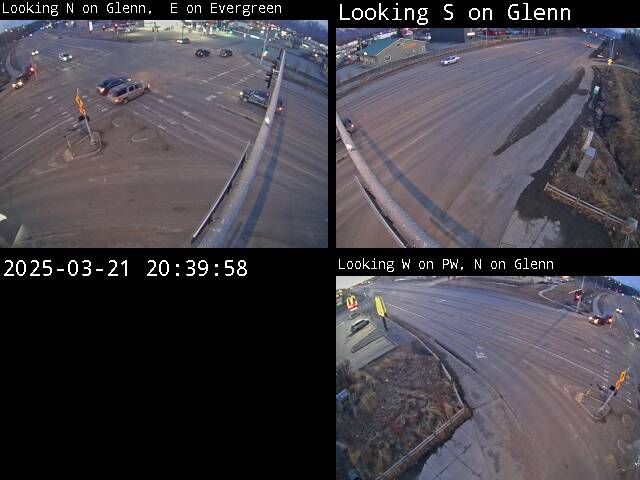 Looking N on Glenn,  E on Evergreen
Looking S on Glenn
2025-03-21 20:39:58
Looking W on PW, N on Glenn